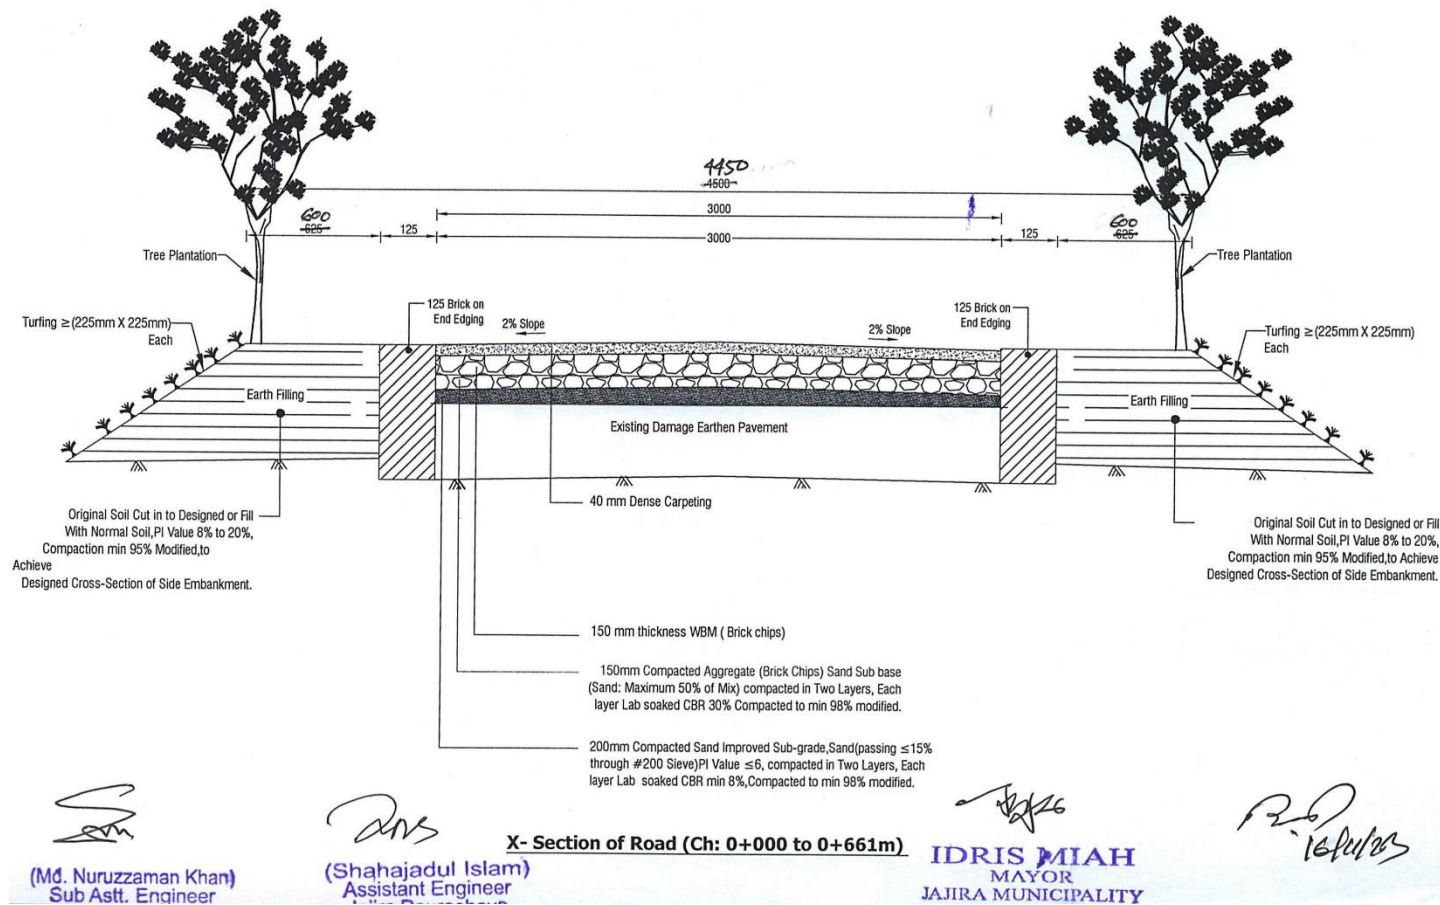 4450
4500
3000
600
625
125
3000
125
600
625
Tree Plantation
Tree Plantation
125 Brick on
End Edging
2% Slope
2% Slope
125 Brick on
End Edging
Turfing ≥(225mm X 225mm)
Each
Turfing ≥(225mm X 225mm)
Each
Earth Filling
Earth Filling
Existing Damage Earthen Pavement
40 mm Dense Carpeting
Original Soil Cut in to Designed or Fill
With Normal Soil,PI Value 8% to 20%,
Compaction min 95% Modified,to
Achieve
Designed Cross-Section of Side Embankment.
Original Soil Cut in to Designed or Fill
With Normal Soil,PI Value 8% to 20%,
Compaction min 95% Modified,to Achieve
Designed Cross-Section of Side Embankment.
150 mm thickness WBM ( Brick chips)
150mm Compacted Aggregate (Brick Chips) Sand Sub base
(Sand: Maximum 50% of Mix) compacted in Two Layers, Each
layer Lab soaked CBR 30% Compacted to min 98% modified.
200mm Compacted Sand Improved Sub-grade,Sand(passing ≤15%
through #200 Sieve)PI Value ≤6, compacted in Two Layers, Each
layer Lab soaked CBR min 8%,Compacted to min 98% modified.
X- Section of Road (Ch: 0+000 to 0+661m)
(Md. Nuruzzaman Khan)
Sub Astt. Engineer
(Shahajadul Islam)
Assistant Engineer
IDRIS MIAH
MAYOR
JAJIRA MUNICIPALITY